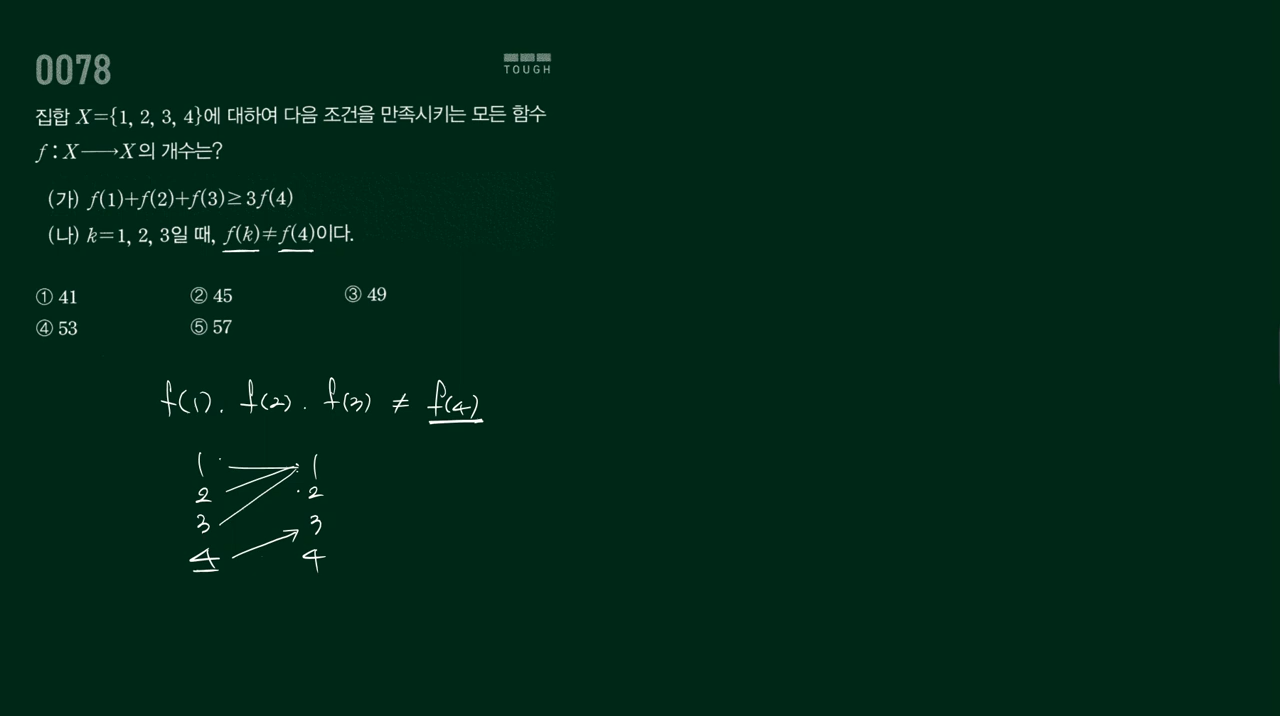 0078
TOUGH
집합 X={1, 2, 3, 4}에 대하여 다음 조건을 만족시키는 모든 함수
f : X⟶X의 개수는?
(가) f(1)+f(2)+f(3)≥3f(4)
(나) k=1, 2, 3일 때, f(k)≠f(4)이다.
① 41 ② 45 ③ 49
④ 53 ⑤ 57
f(1). f(2). f(3) ≠ f(4)
1 1
2 2
3 3
4 4